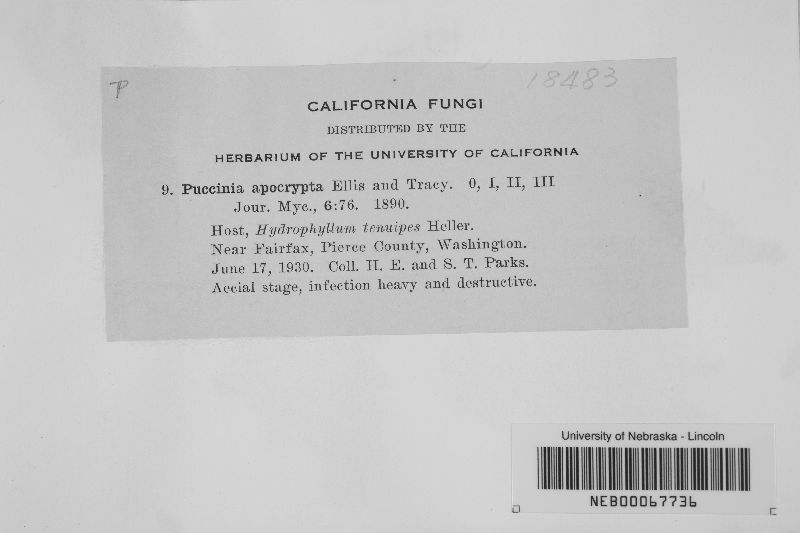 P
18483
CALIFORNIA FUNGI
DISTRIBUTED BY THE
HERBARIUM OF THE UNIVERSITY OF CALIFORNIA
9. Puccinia apocrypta Ellis and Tracy. 0, I, II, III
Jour. Myc., 6:76. 1890.
Host, Hydrophyllum tenuipes Heller.
Near Fairfax, Pierce County, Washington.
June 17, 1930. Coll. H. E. and S. T. Parks.
Aecial stage, infection heavy and destructive.
University of Nebraska - Lincoln
NEB00067736